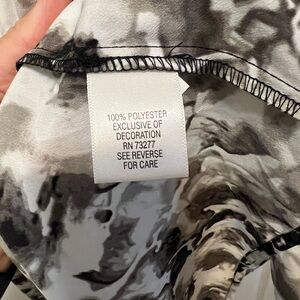 100% POLYESTER
EXCLUSIVE OF
DECORATION
RN 73277
SEE REVERSE
FOR CARE